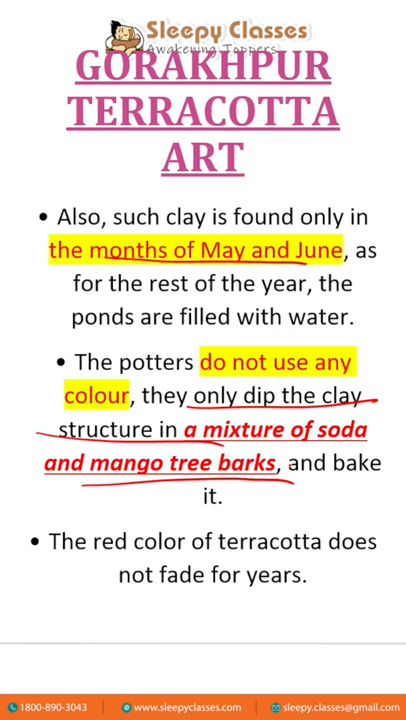 Sleepy Classes
Awakening Toppers
GORAKHPUR
TERRACOTTA
ART
• Also, such clay is found only in
the months of May and June, as
for the rest of the year, the
ponds are filled with water.
• The potters do not use any
colour, they only dip the clay
structure in a mixture of soda
and mango tree barks, and bake
it.
• The red color of terracotta does
not fade for years.
1800-890-3043
www.sleepyclasses.com
sleepy.classes@gmail.com